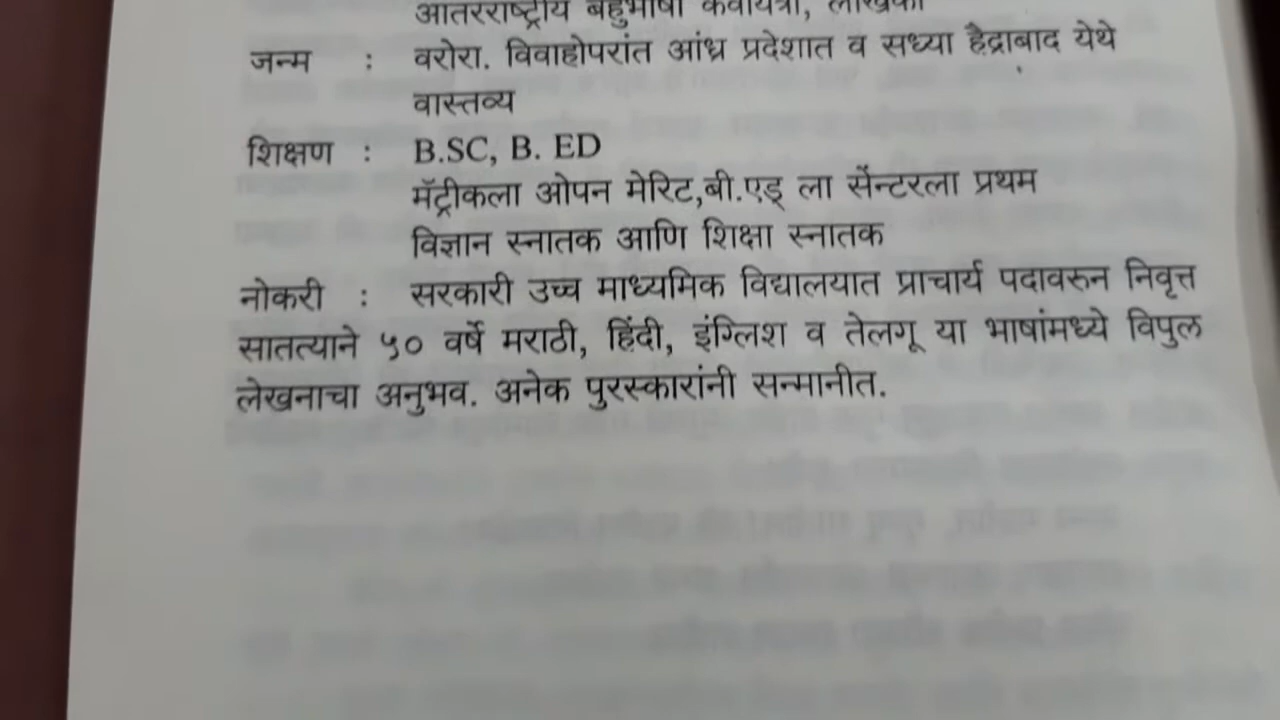 आंतरराष्ट्रीय बहुभाषी कवयित्री, लेखिका
जन्म : वरोरा. विवाहोपरांत आंध्र प्रदेशात व सध्या हैद्राबाद येथे
वास्तव्य
शिक्षण : B.SC, B. ED
मॅट्रीकला ओपन मेरिट,बी.एड् ला सेंन्टरला प्रथम
विज्ञान स्नातक आणि शिक्षा स्नातक
नोकरी : सरकारी उच्च माध्यमिक विद्यालयात प्राचार्य पदावरुन निवृत्त
सातत्याने ५० वर्षे मराठी, हिंदी, इंग्लिश व तेलगू या भाषांमध्ये विपुल
लेखनाचा अनुभव. अनेक पुरस्कारांनी सन्मानीत.